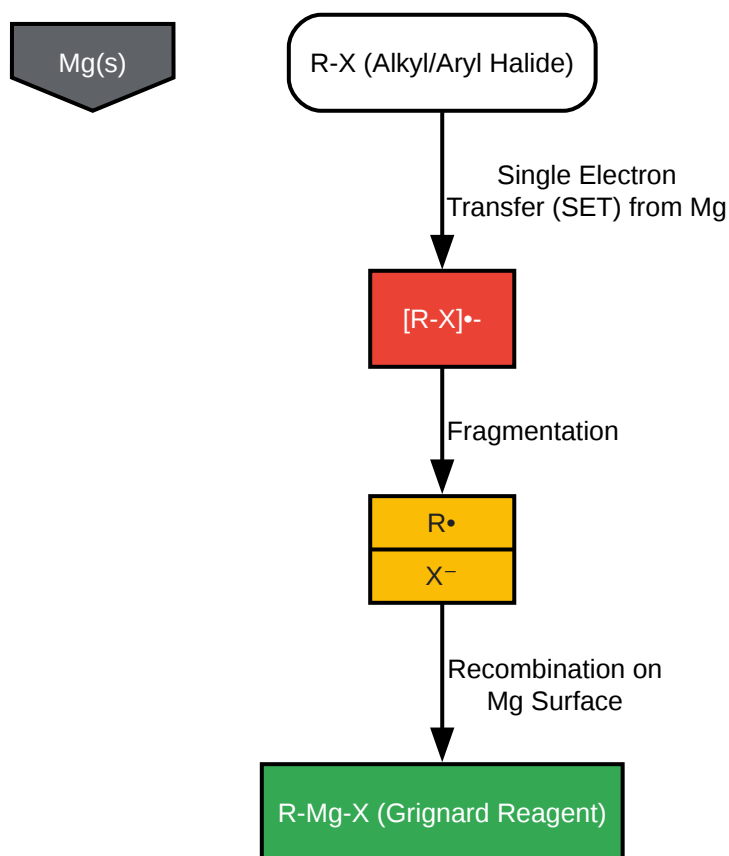 Mg(s)
R-X (Alkyl/Aryl Halide)
Single Electron
Transfer (SET) from Mg
[R-X]•-
Fragmentation
R•
X⁻
Recombination on
Mg Surface
R-Mg-X (Grignard Reagent)